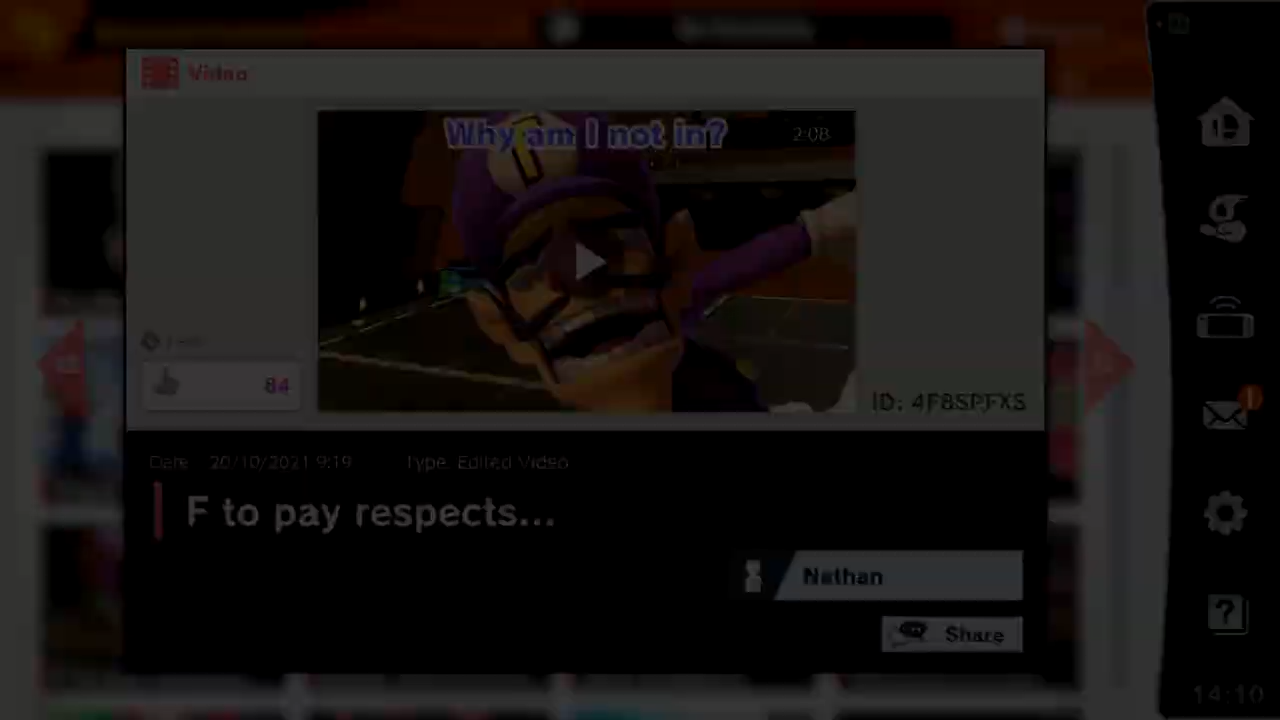 Video
Why am I not in?
2:08
84
ID: 4F8SPFXS
Date 20/10/2021 9:19 Type: Edited Video
F to pay respects...
Nathan
Share
14:10